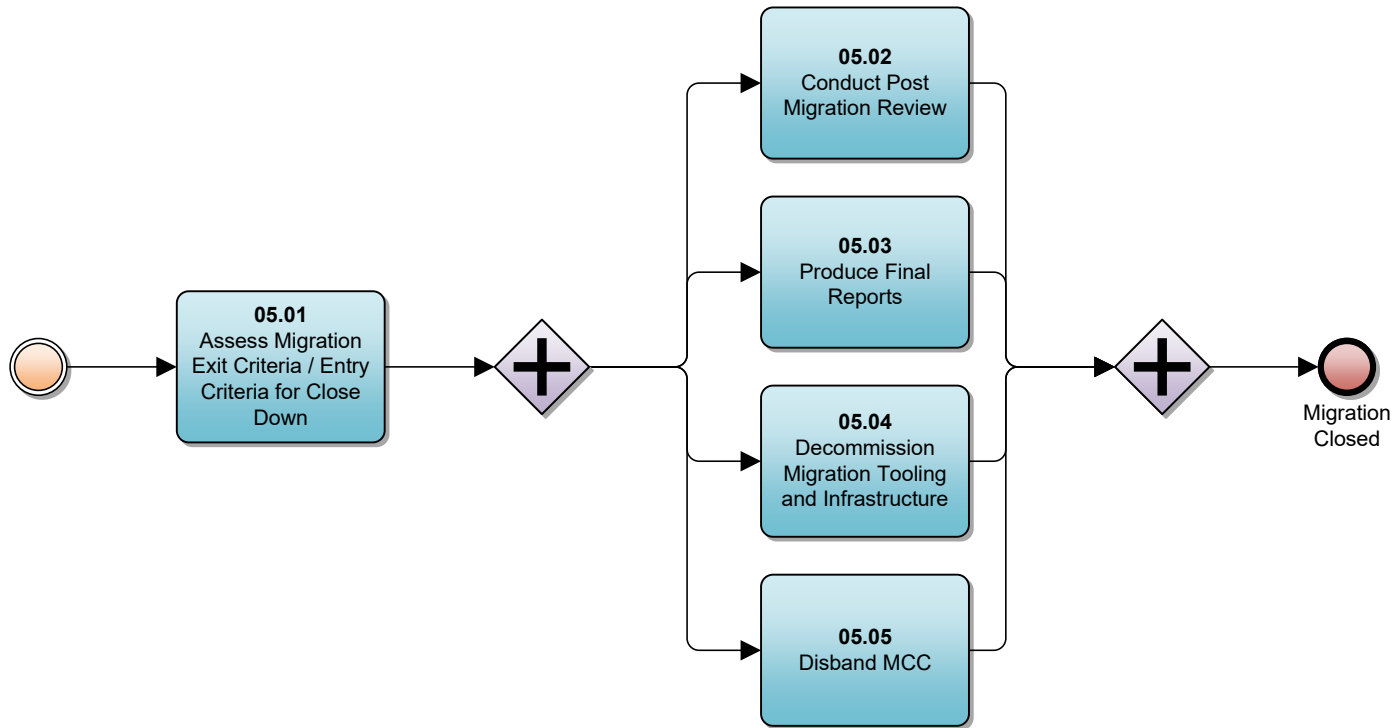 05.01
Assess Migration
Exit Criteria / Entry
Criteria for Close
Down
05.02
Conduct Post
Migration Review
05.03
Produce Final
Reports
05.04
Decommission
Migration Tooling
and Infrastructure
05.05
Disband MCC
Migration
Closed